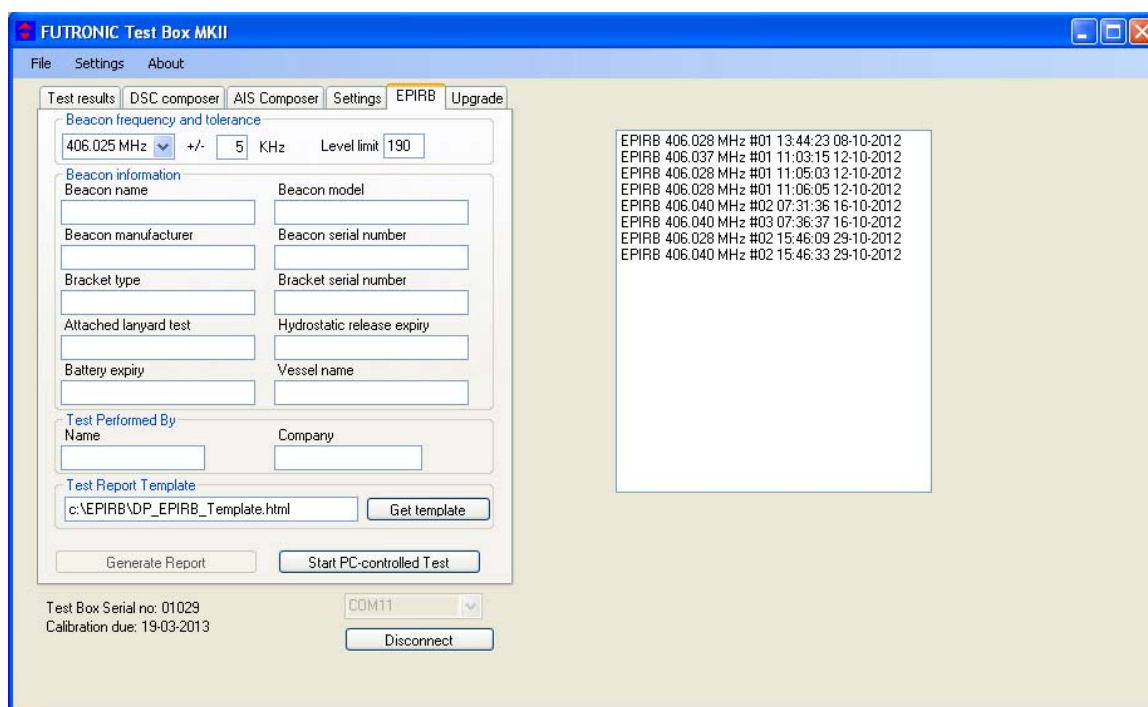 FUTRONIC Test Box MKII
File Settings About
Test results DSC composer AIS Composer Settings EPIRB Upgrade
Beacon frequency and tolerance
406.025 MHz +/- 5 KHz Level limit 190
Beacon information
Beacon name Beacon model
Beacon manufacturer Beacon serial number
Bracket type Bracket serial number
Attached lanyard test Hydrostatic release expiry
Battery expiry Vessel name
Test Performed By
Name Company
Test Report Template
c:\EPIRB\DP_EPIRB_Template.html Get template
Generate Report Start PC-controlled Test
Test Box Serial no: 01029 COM11
Calibration due: 19-03-2013
Disconnect
EPIRB 406.028 MHz #01 13:44:23 08-10-2012
EPIRB 406.037 MHz #01 11:03:15 12-10-2012
EPIRB 406.028 MHz #01 11:05:03 12-10-2012
EPIRB 406.028 MHz #01 11:06:05 12-10-2012
EPIRB 406.040 MHz #02 07:31:36 16-10-2012
EPIRB 406.040 MHz #03 07:36:37 16-10-2012
EPIRB 406.028 MHz #02 15:46:09 29-10-2012
EPIRB 406.040 MHz #02 15:46:33 29-10-2012